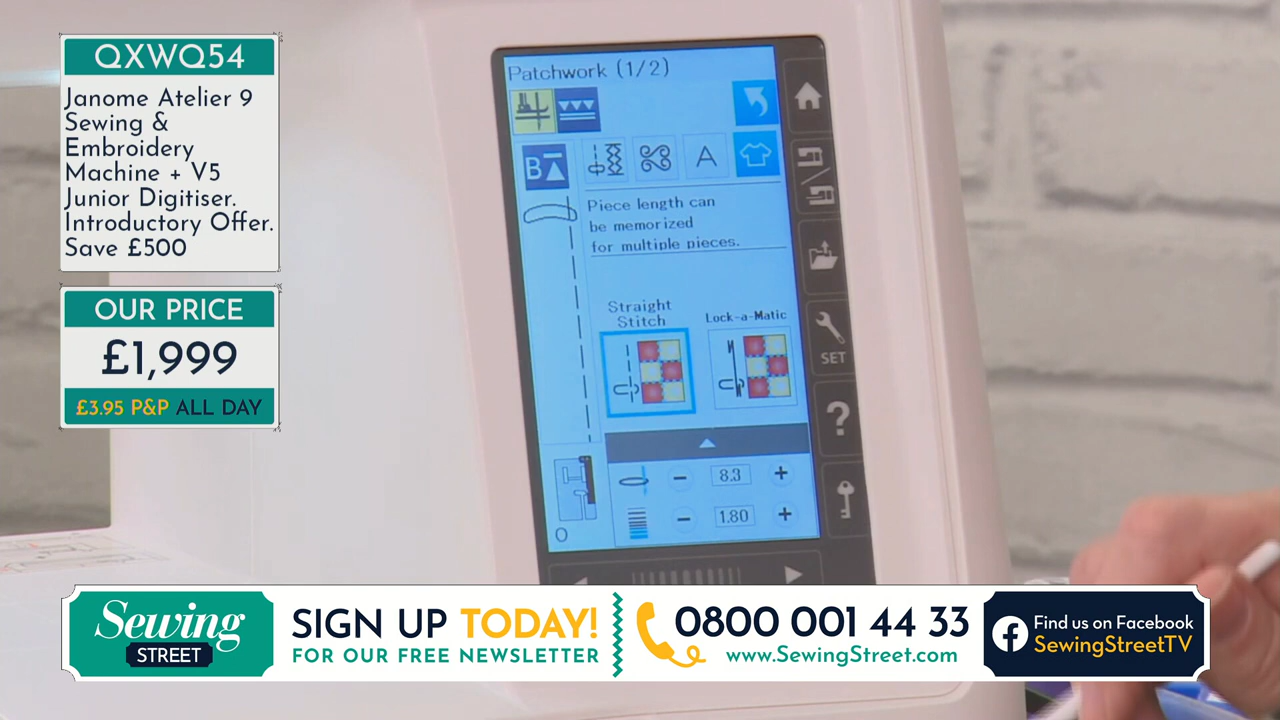 QXWQ54
Janome Atelier 9
Sewing &
Embroidery
Machine + V5
Junior Digitiser.
Introductory Offer.
Save £500
OUR PRICE
£1,999
£3.95 P&P ALL DAY
Patchwork (1/2)
B
A
Piece length can
be memorized
for multiple pieces.
Straight
Stitch
Lock-a-Matic
8.3
1.80
O
SET
?
Sewing
STREET
SIGN UP TODAY!
FOR OUR FREE NEWSLETTER
0800 001 44 33
www.SewingStreet.com
Find us on Facebook
SewingStreetTV